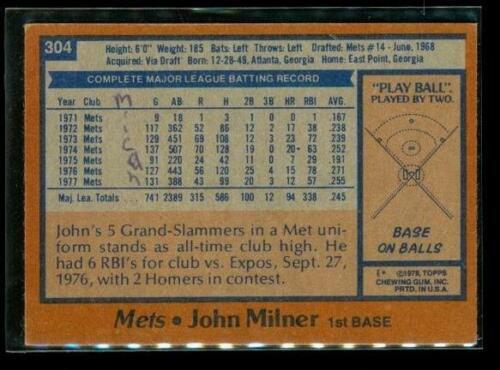 304
Height: 6'0" Weight: 185 Bats: Left Throws: Left Drafted: Mets #14 - June, 1968
Acquired: Via Draft Born: 12-28-49, Atlanta, Georgia Home: East Point, Georgia
COMPLETE MAJOR LEAGUE BATTING RECORD
Year Club G AB R H 2B 3B HR RBI AVG.
1971 Mets 9 18 1 3 1 0 0 1 .167
1972 Mets 117 362 52 86 12 2 17 38 .238
1973 Mets 129 451 69 108 12 3 23 72 .239
1974 Mets 137 507 70 128 19 0 20 63 .252
1975 Mets 91 220 24 42 11 0 7 29 .191
1976 Mets 127 443 56 120 25 4 15 78 .271
1977 Mets 131 388 43 99 20 3 12 57 .255
Maj. Lea. Totals 741 2389 315 586 100 12 94 338 .245
John's 5 Grand-Slammers in a Met uni-
form stands as all-time club high. He
had 6 RBI's for club vs. Expos, Sept. 27,
1976, with 2 Homers in contest.
"PLAY BALL"
PLAYED BY TWO.
BASE
ON BALLS
E* ©1978, TOPPS
CHEWING GUM, INC.
PRTD. IN U.S.A.
Mets • John Milner 1st BASE